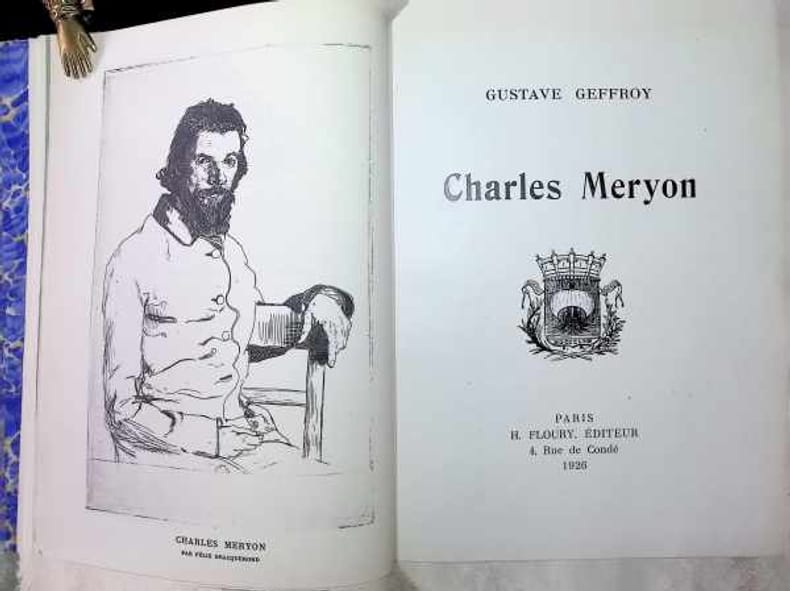 CHARLES MERYON
PAR FÉLIX BRACQUEMOND
GUSTAVE GEFFROY
Charles Meryon
PARIS
H. FLOURY, ÉDITEUR
4, Rue de Condé
1926